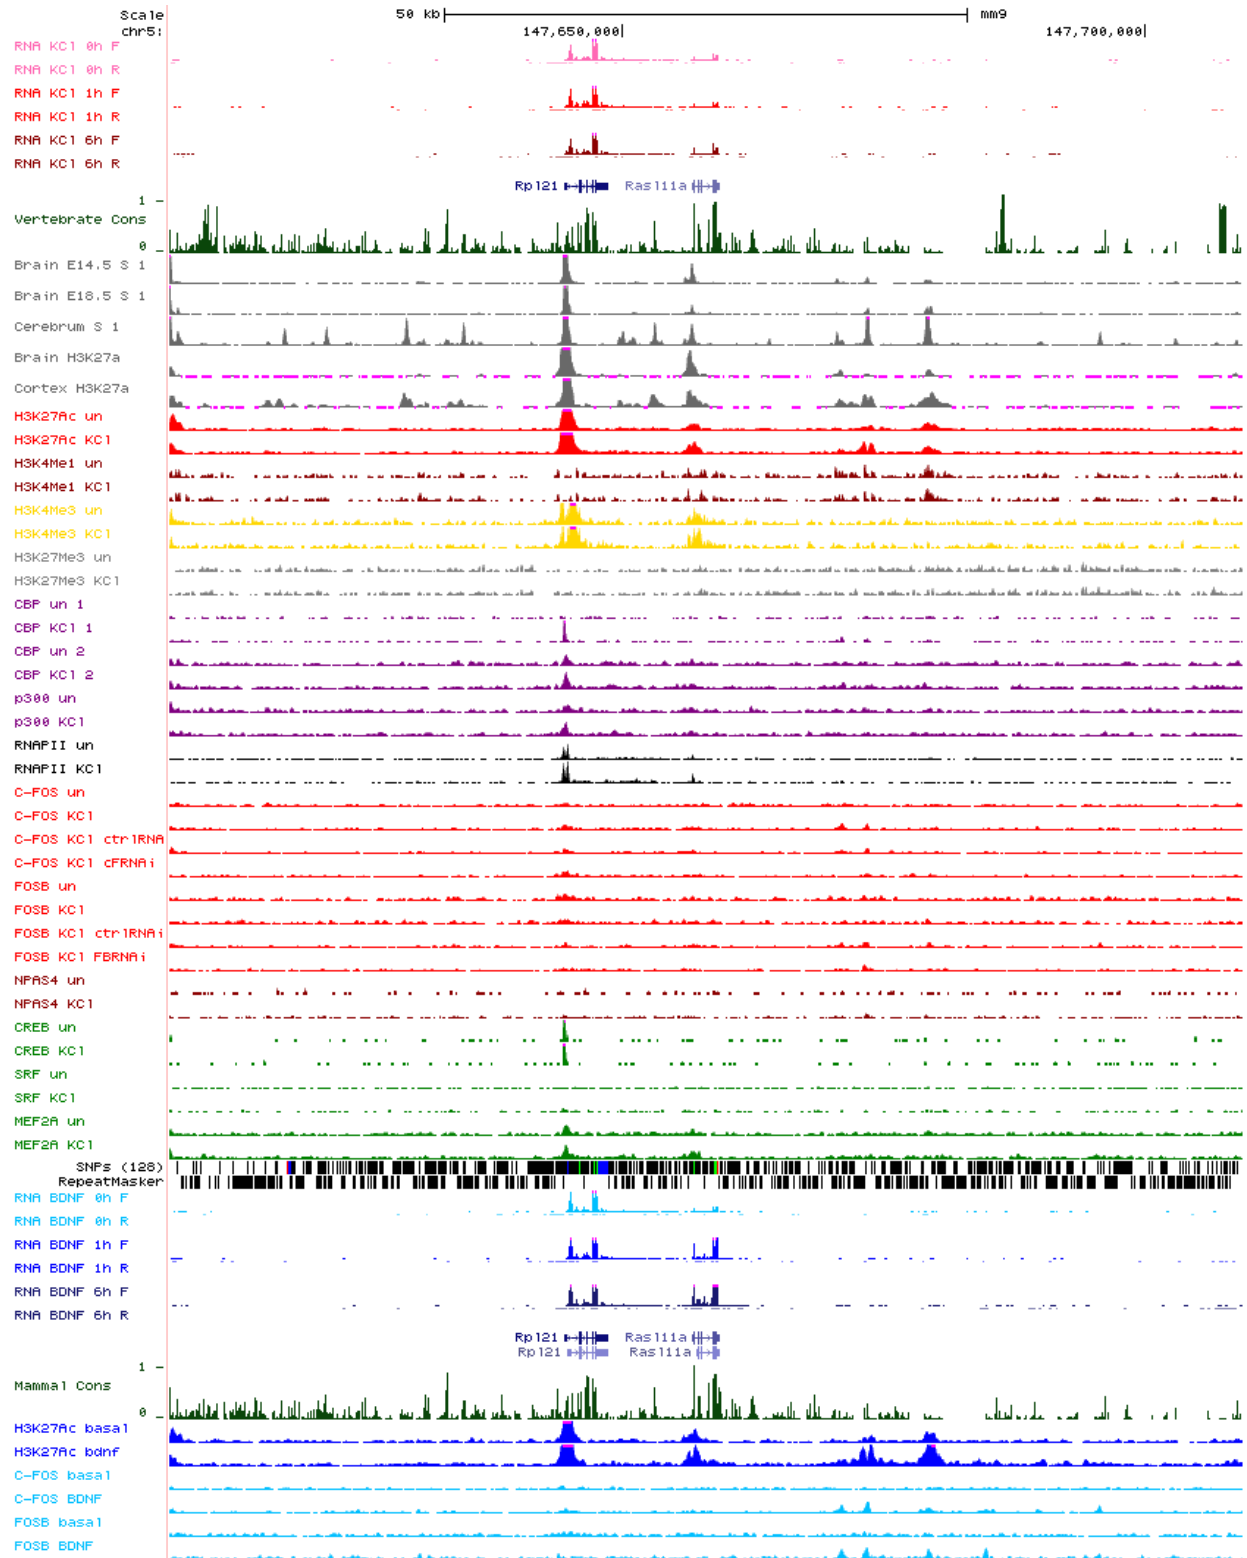 Scale 50 kb mm9
chr5: 147,650,000 147,700,000
RNA KCl 0h F
RNA KCl 0h R
RNA KCl 1h F
RNA KCl 1h R
RNA KCl 6h F
RNA KCl 6h R
Rpl21 Rasl11a
1
Vertebrate Cons
0
Brain E14.5 S 1
Brain E18.5 S 1
Cerebrum S 1
Brain H3K27a
Cortex H3K27a
H3K27Ac un
H3K27Ac KCl
H3K4Me1 un
H3K4Me1 KCl
H3K4Me3 un
H3K4Me3 KCl
H3K27Me3 un
H3K27Me3 KCl
CBP un 1
CBP KCl 1
CBP un 2
CBP KCl 2
p300 un
p300 KCl
RNAPII un
RNAPII KCl
C-FOS un
C-FOS KCl
C-FOS KCl ctrlRNA
C-FOS KCl cFRNAi
FOSB un
FOSB KCl
FOSB KCl ctrlRNAi
FOSB KCl FBRNAi
NPAS4 un
NPAS4 KCl
CREB un
CREB KCl
SRF un
SRF KCl
MEF2A un
MEF2A KCl
SNPs (128)
RepeatMasker
RNA BDNF 0h F
RNA BDNF 0h R
RNA BDNF 1h F
RNA BDNF 1h R
RNA BDNF 6h F
RNA BDNF 6h R
Rpl21 Rasl11a
Rpl21 Rasl11a
1
Mammal Cons
0
H3K27Ac basal
H3K27Ac bdnf
C-FOS basal
C-FOS BDNF
FOSB basal
FOSB BDNF